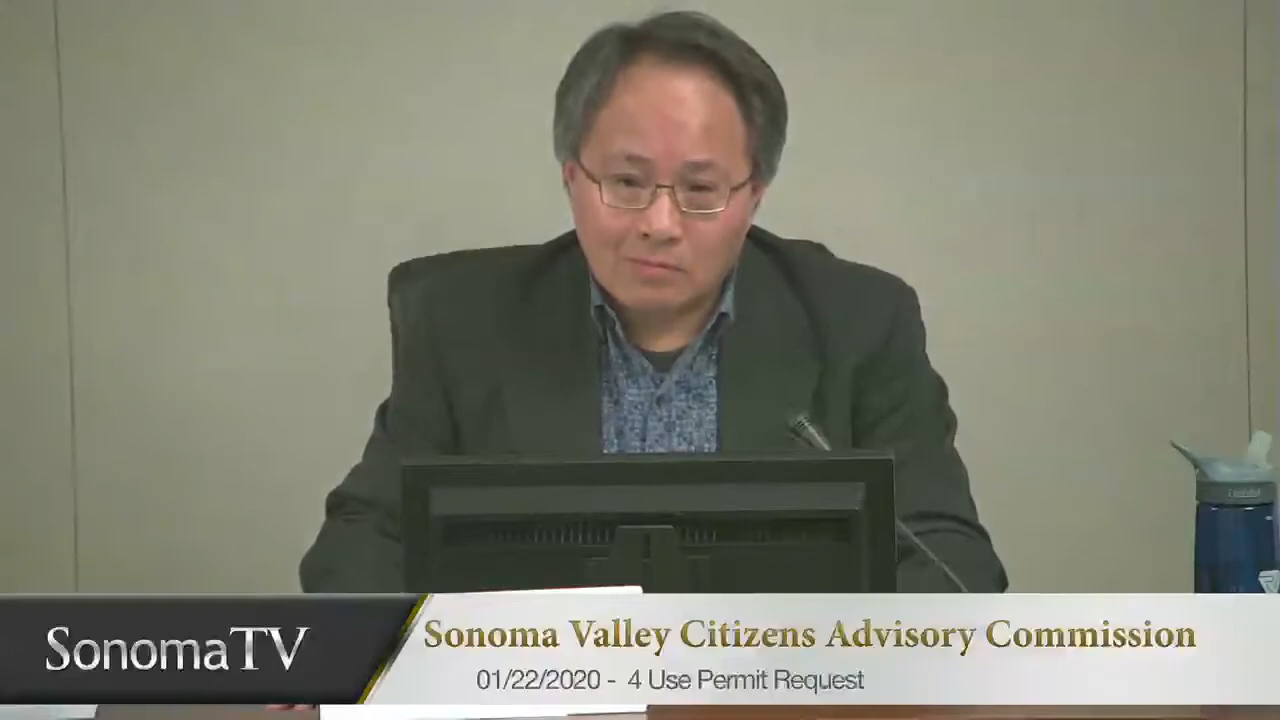 SonomaTV
Sonoma Valley Citizens Advisory Commission
01/22/2020 - 4 Use Permit Request